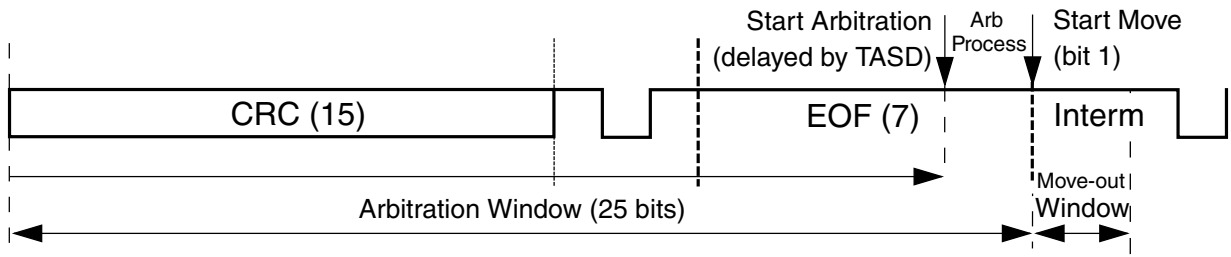 Start Arbitration
(delayed by TASD)
Arb
Process
Start Move
(bit 1)
CRC (15)
EOF (7)
Interm
Arbitration Window (25 bits)
Move-out
Window